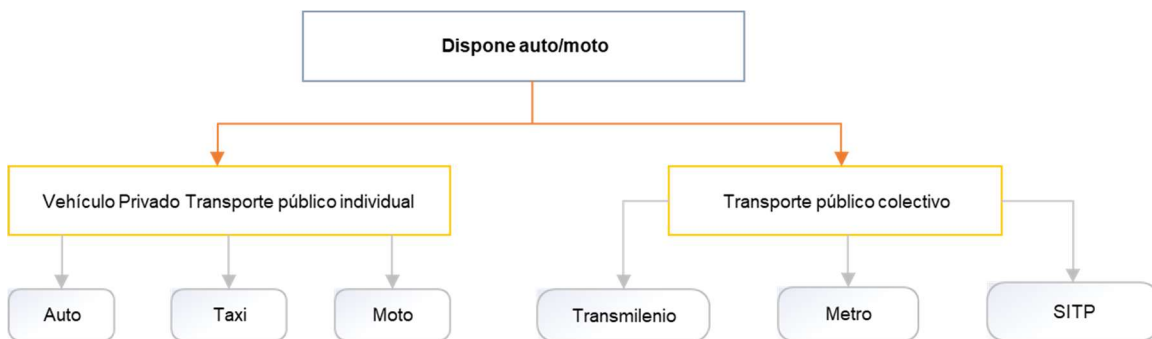 Dispone auto/moto
Vehículo Privado Transporte público individual
Transporte público colectivo
Auto
Taxi
Moto
Transmilenio
Metro
SITP